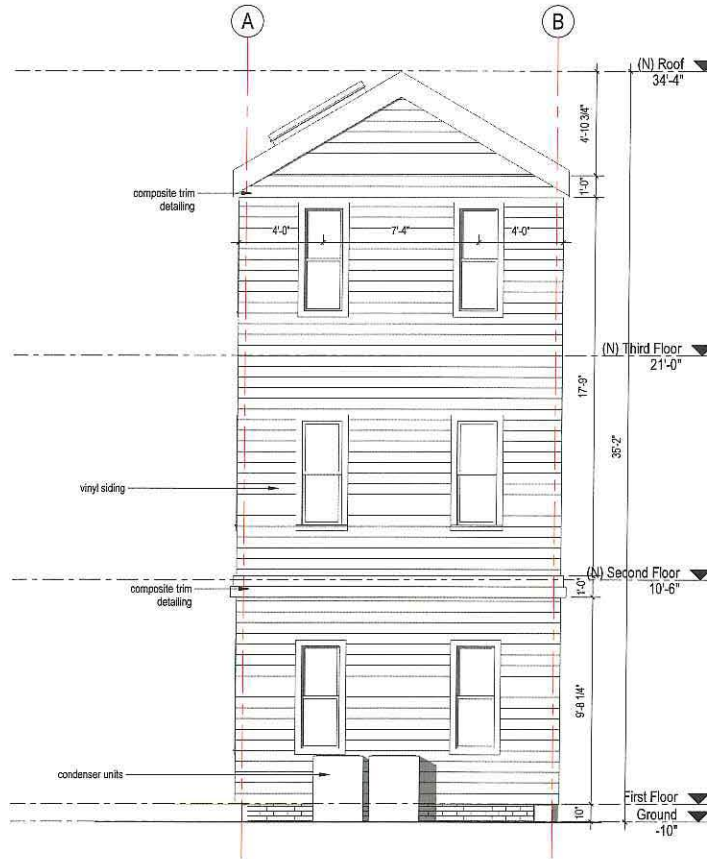 A
B
(N) Roof
34'-4"
4'-10 3/4"
1'-0"
composite trim
detailing
4'-0"
7'-4"
4'-0"
(N) Third Floor
21'-0"
17'-9"
35'-2"
vinyl siding
(N) Second Floor
10'-6"
composite trim
detailing
1'-0"
9'-8 1/4"
condenser units
First Floor
Ground
-10"
10"